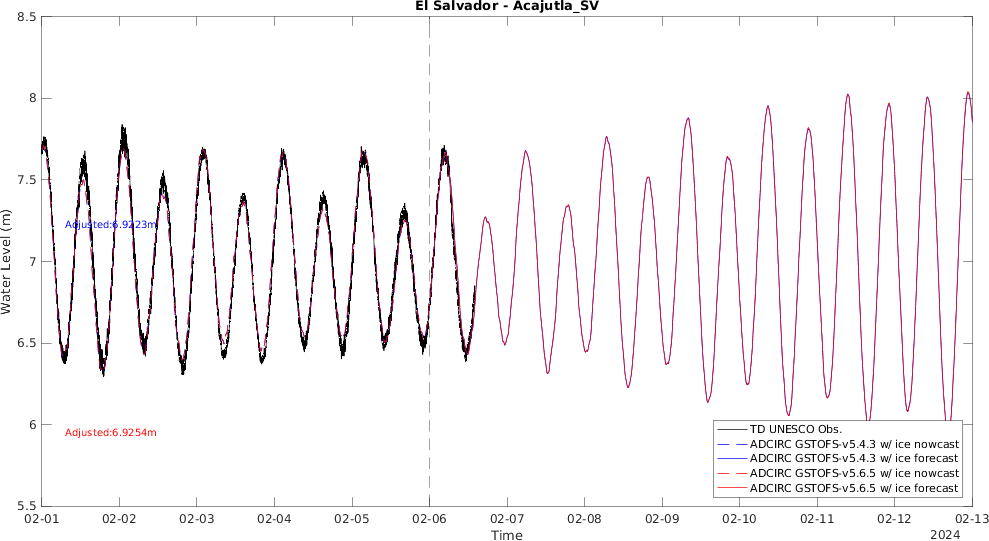 El Salvador - Acajutla_SV
8.5
8
7.5
7
6.5
6
5.5
Water Level (m)
Adjusted:6.9223m
Adjusted:6.9254m
TD UNESCO Obs.
ADCIRC GSTOFS-v5.4.3 w/ ice nowcast
ADCIRC GSTOFS-v5.4.3 w/ ice forecast
ADCIRC GSTOFS-v5.6.5 w/ ice nowcast
ADCIRC GSTOFS-v5.6.5 w/ ice forecast
02-01 02-02 02-03 02-04 02-05 02-06 02-07 02-08 02-09 02-10 02-11 02-12 02-13
Time
2024